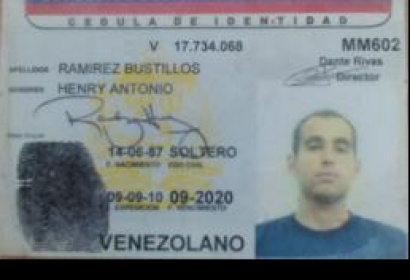 CEDULA DE IDENTIDAD
V 17.734.068 MM602
Dante Rivas
Director
APELLIDOS RAMIREZ BUSTILLOS
NOMBRES HENRY ANTONIO
14-06-87 SOLTERO
F. NACIMIENTO EDO CIVIL
09-09-10 09-2020
F. EXPEDICION F. VENCIMIENTO
VENEZOLANO